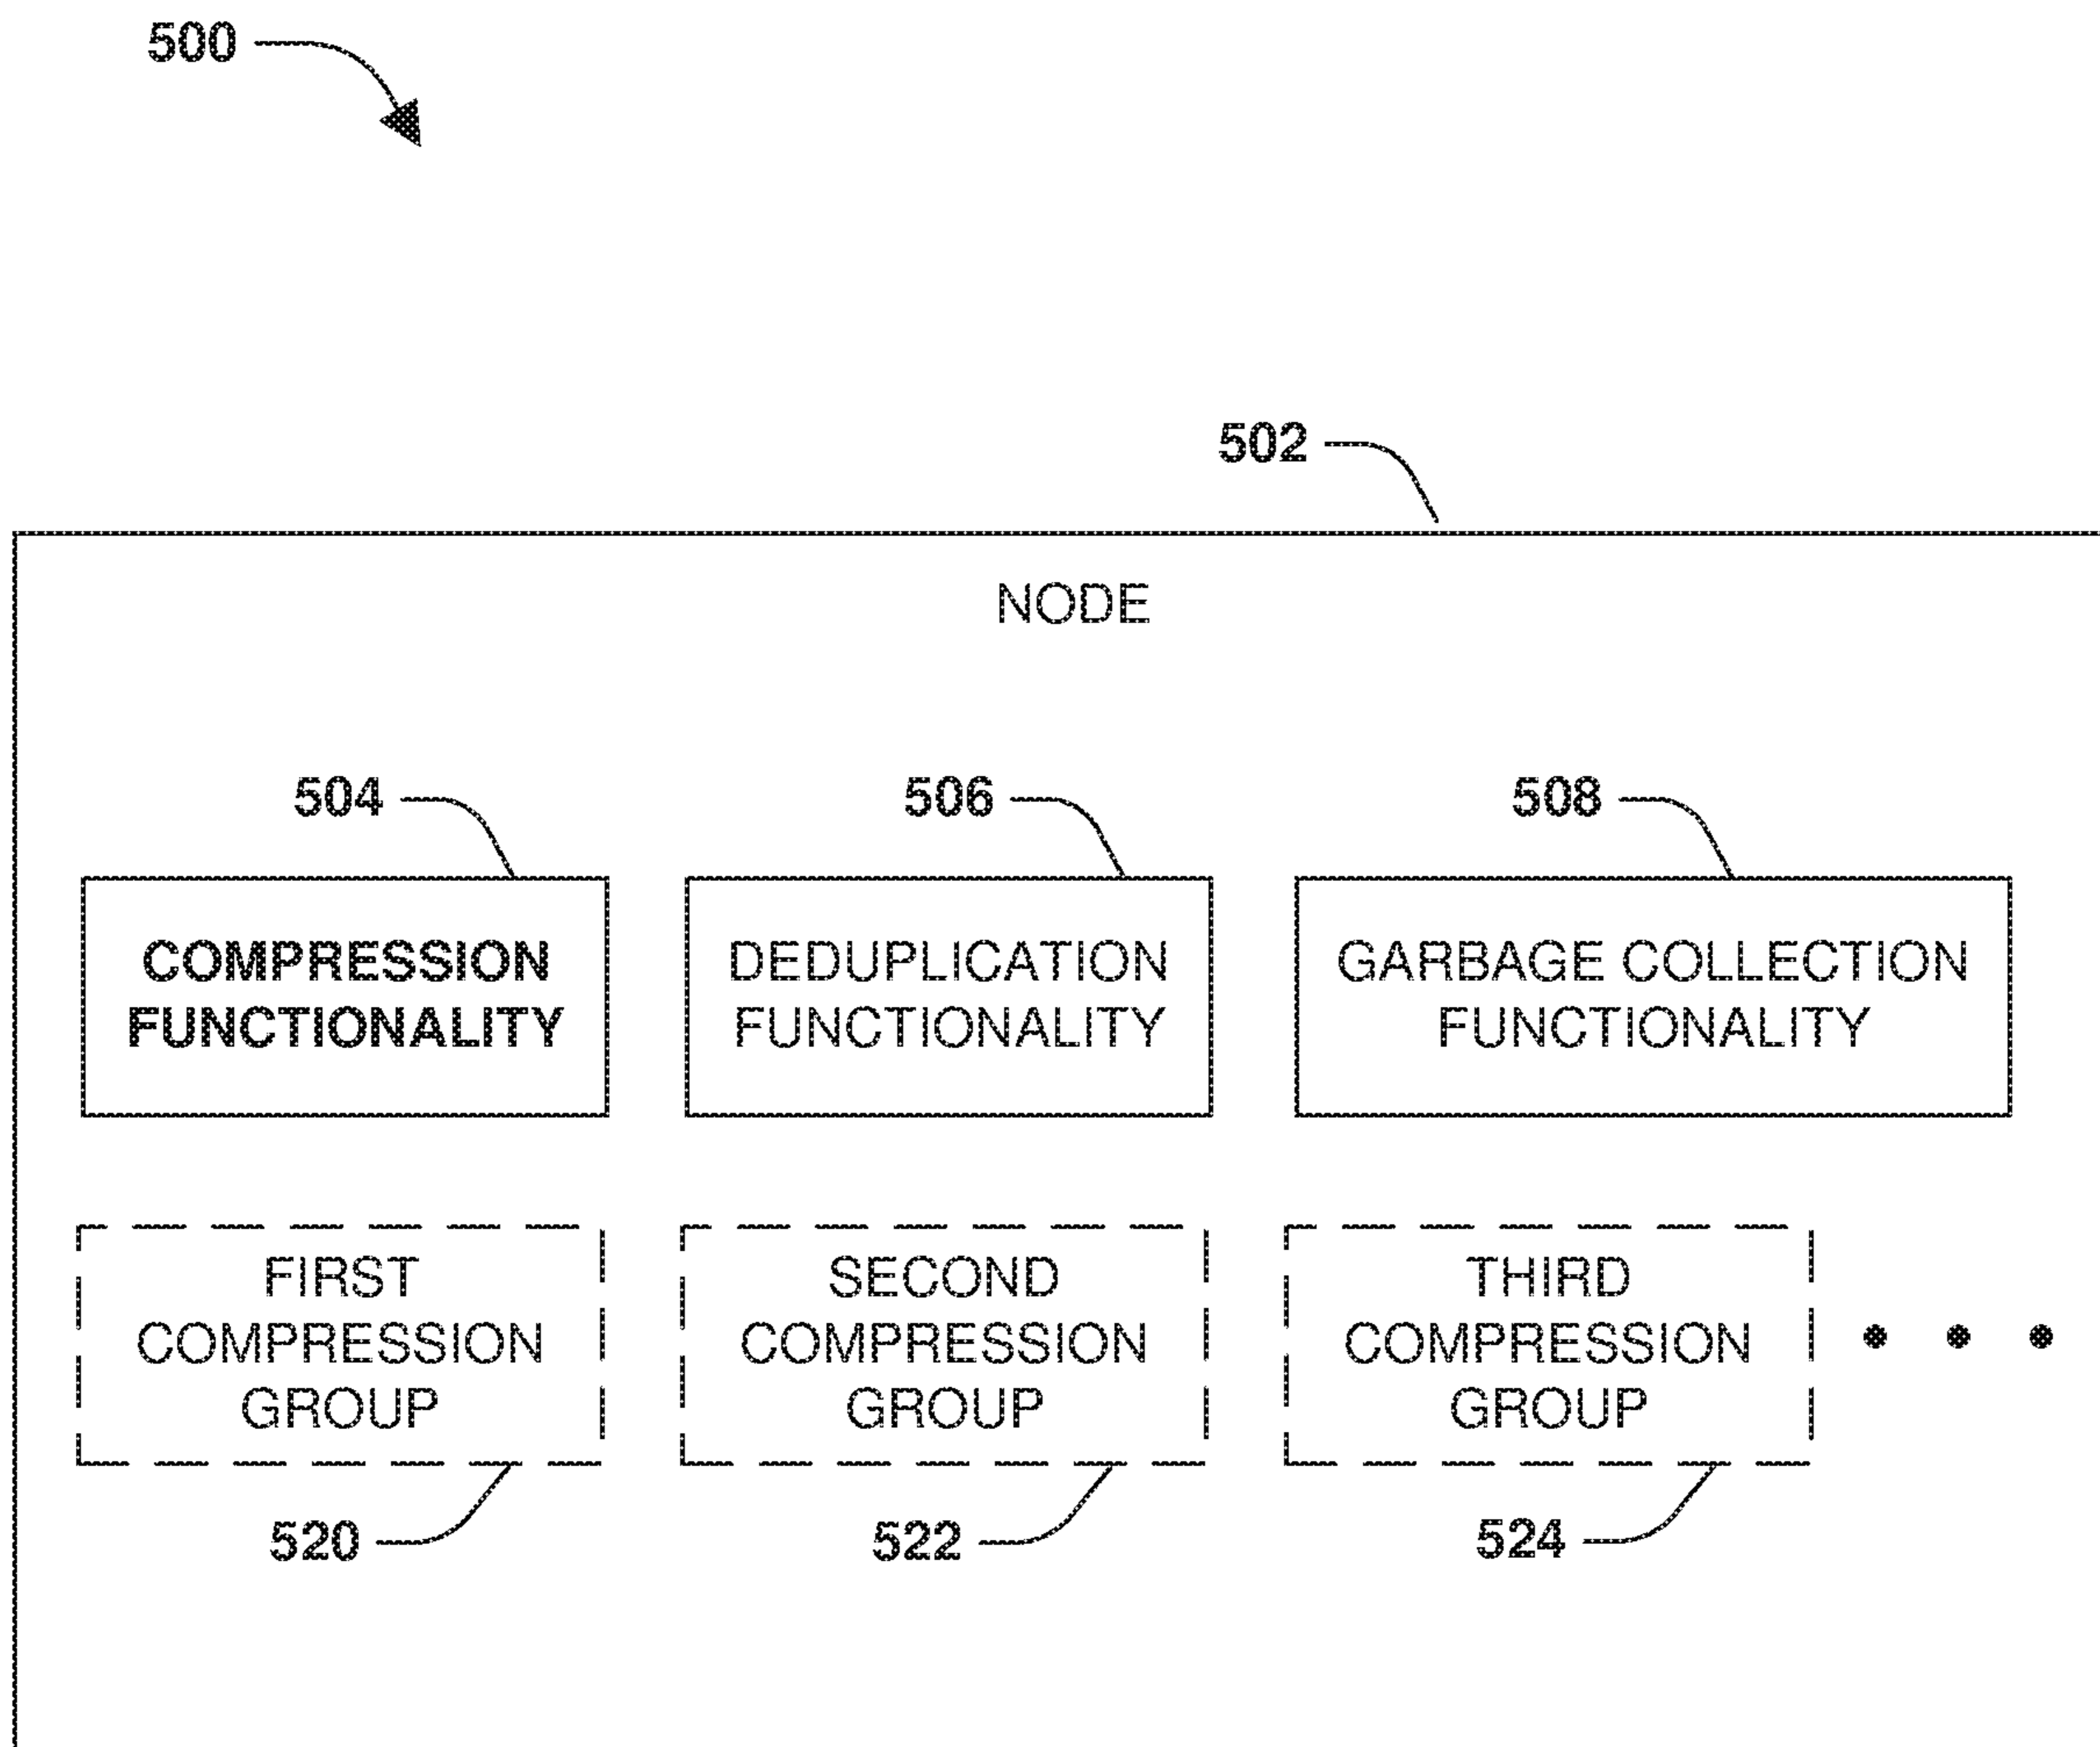 500
502
NODE
504
506
508
COMPRESSION
FUNCTIONALITY
DEDUPLICATION
FUNCTIONALITY
GARBAGE COLLECTION
FUNCTIONALITY
FIRST
COMPRESSION
GROUP
SECOND
COMPRESSION
GROUP
THIRD
COMPRESSION
GROUP
520
522
524